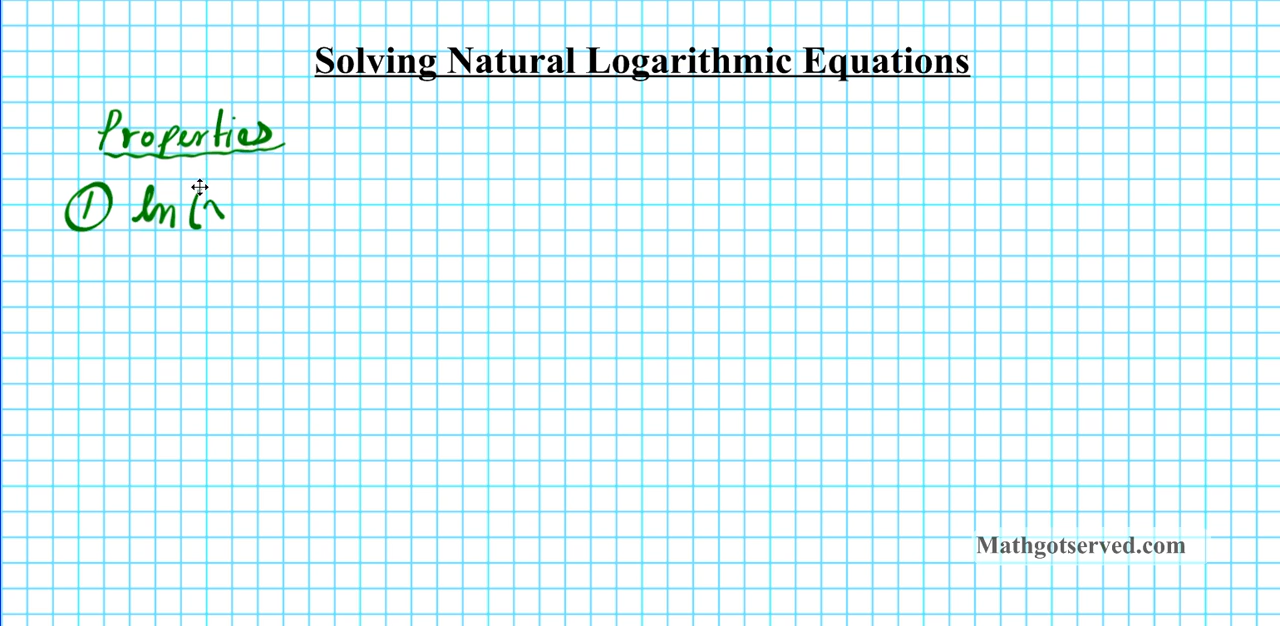 Solving Natural Logarithmic Equations
Properties
① ln (
Mathgotserved.com